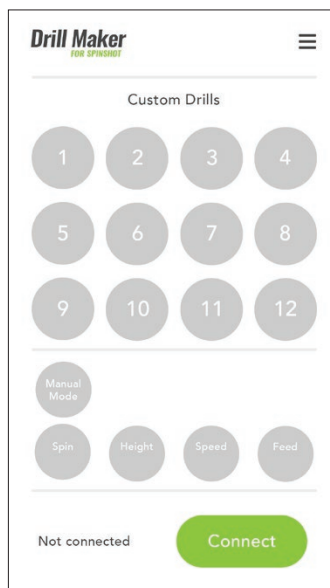 Drill Maker
FOR SPINSHOT
Custom Drills
1 2 3 4
5 6 7 8
9 10 11 12
Manual
Mode
Spin Height Speed Feed
Not connected Connect